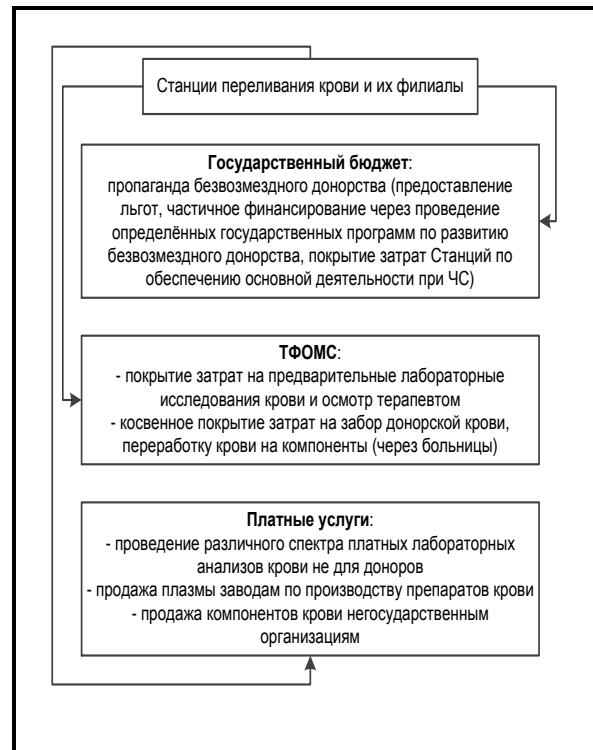 Станции переливания крови и их филиалы
Государственный бюджет:
пропаганда безвозмездного донорства (предоставление
льгот, частичное финансирование через проведение
определённых государственных программ по развитию
безвозмездного донорства, покрытие затрат Станций по
обеспечению основной деятельности при ЧС)
ТФОМС:
- покрытие затрат на предварительные лабораторные
исследования крови и осмотр терапевтом
- косвенное покрытие затрат на забор донорской крови,
переработку крови на компоненты (через больницы)
Платные услуги:
- проведение различного спектра платных лабораторных
анализов крови не для доноров
- продажа плазмы заводам по производству препаратов крови
- продажа компонентов крови негосударственным
организациям